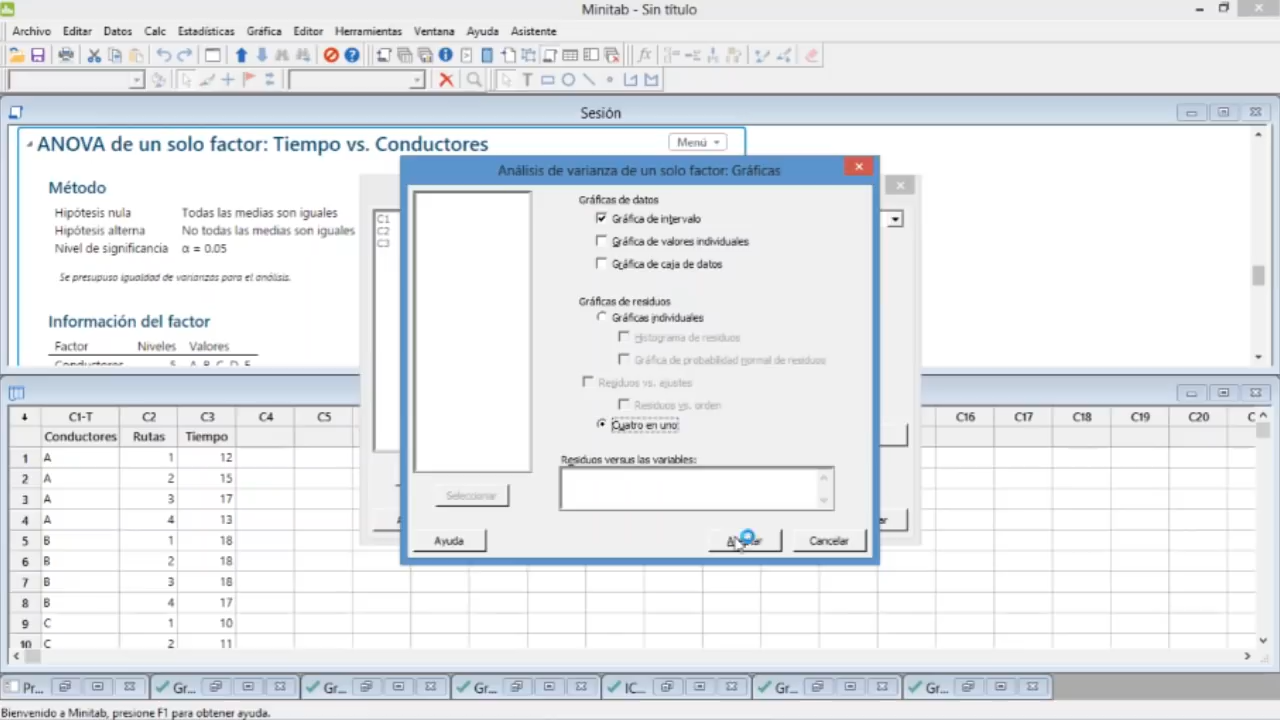 Minitab - Sin título
Archivo Editar Datos Calc Estadísticas Gráfica Editor Herramientas Ventana Ayuda Asistente
Sesión
ANOVA de un solo factor: Tiempo vs. Conductores
Menú
Análisis de varianza de un solo factor: Gráficas
Método
Hipótesis nula Todas las medias son iguales
Hipótesis alterna No todas las medias son iguales
Nivel de significancia α = 0.05
Se presupuso igualdad de varianzas para el análisis.
Información del factor
Factor Niveles Valores
Conductores 5 A, B, C, D, E
C1
C2
C3
Gráficas de datos
Gráfica de intervalo
Gráfica de valores individuales
Gráfica de caja de datos
Gráficas de residuos
Gráficas individuales
Histograma de residuos
Gráfica de probabilidad normal de residuos
Residuos vs. ajustes
Residuos vs. orden
Cuatro en uno
Residuos versus las variables:
Seleccionar
Ayuda Cancelar
C1-T C2 C3 C4 C5 C16 C17 C18 C19 C20
Conductores Rutas Tiempo
1 A 1 12
2 A 2 15
3 A 3 17
4 A 4 13
5 B 1 18
6 B 2 18
7 B 3 18
8 B 4 17
9 C 1 10
10 C 2 11
Pr... Gr... Gr... Gr... IC... Gr... Gr...
Bienvenido a Minitab, presione F1 para obtener ayuda.